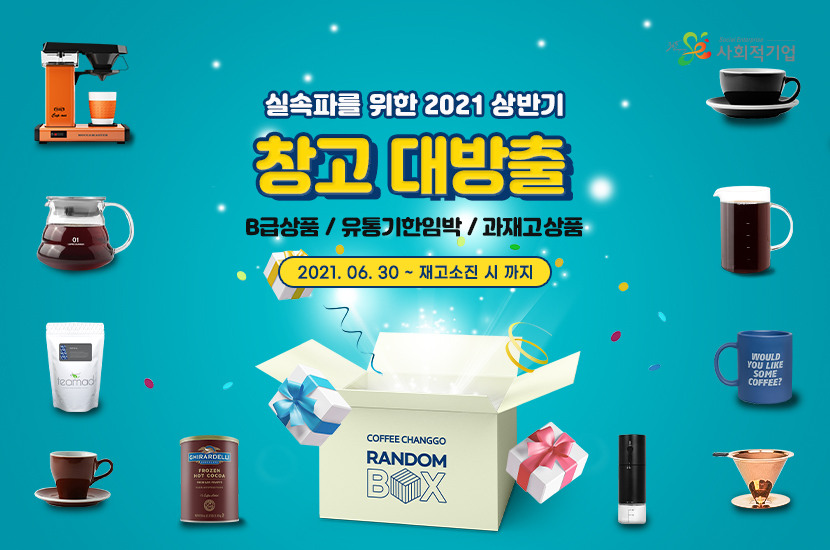 사회적기업
실속파를 위한 2021 상반기
창고 대방출
B급상품 / 유통기한임박 / 과재고상품
2021. 06. 30 ~ 재고소진 시 까지
01
teamad
WOULD
YOU LIKE
SOME
COFFEE?
COFFEE CHANGGO
RANDOM
BOX
GHIRARDELLI
FROZEN
HOT COCOA